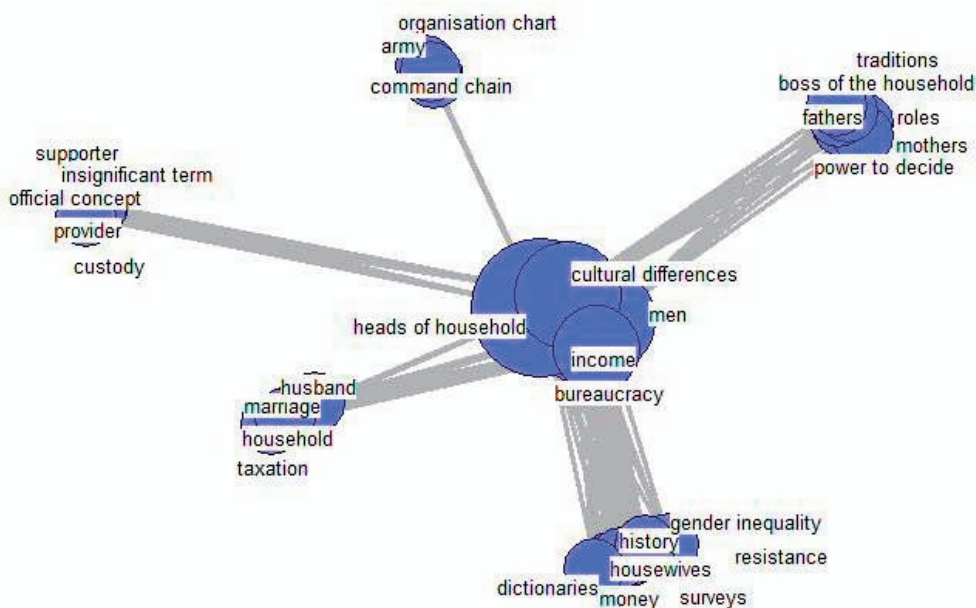 organisation chart
army
command chain
traditions
boss of the household
fathers
roles
mothers
power to decide
supporter
insignificant term
official concept
provider
custody
cultural differences
men
heads of household
income
bureaucracy
husband
marriage
household
taxation
gender inequality
history
resistance
housewives
dictionaries
money
surveys